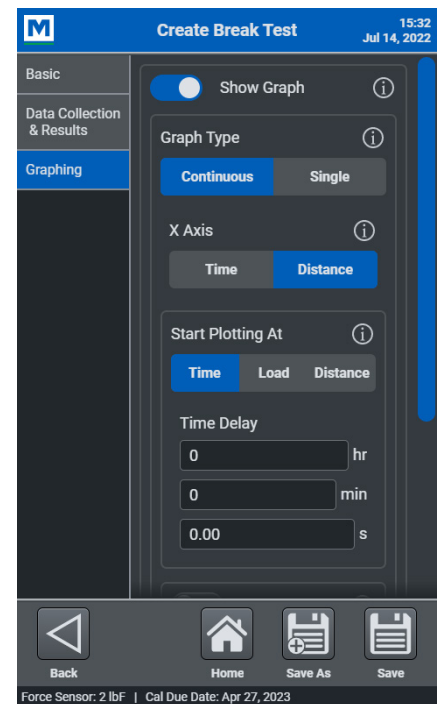 M
Create Break Test
15:32
Jul 14, 2022
Basic
Data Collection
& Results
Graphing
Show Graph
i
Graph Type
i
Continuous
Single
X Axis
i
Time
Distance
Start Plotting At
i
Time
Load
Distance
Time Delay
0
hr
0
min
0.00
s
Back
Home
Save As
Save
Force Sensor: 2 lbF | Cal Due Date: Apr 27, 2023